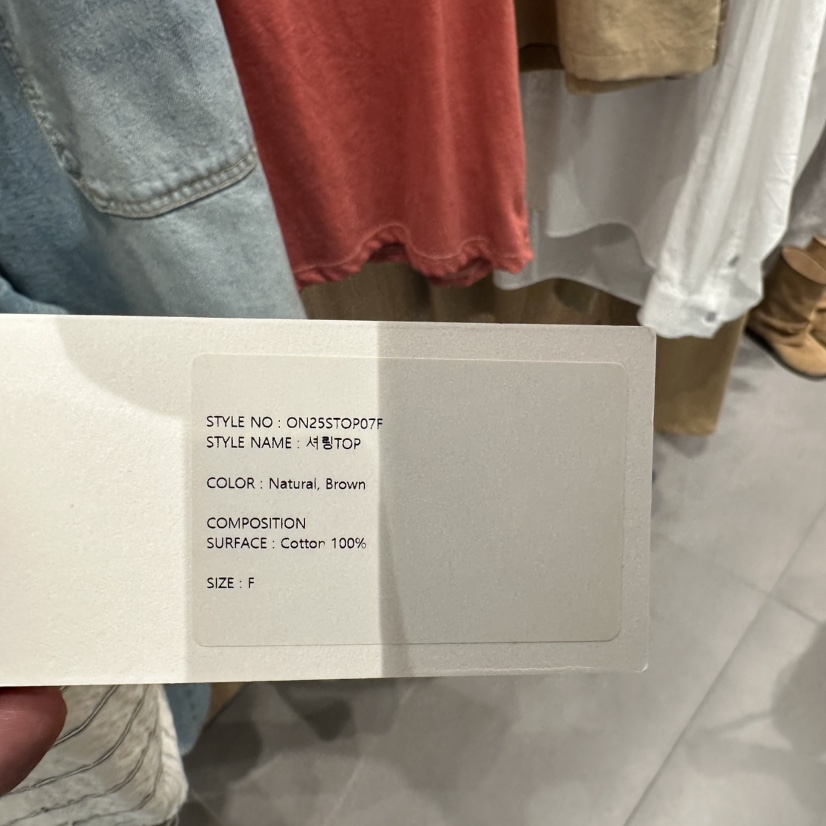 STYLE NO : ON25STOP07F
STYLE NAME : 셔링TOP
COLOR : Natural, Brown
COMPOSITION
SURFACE : Cotton 100%
SIZE : F